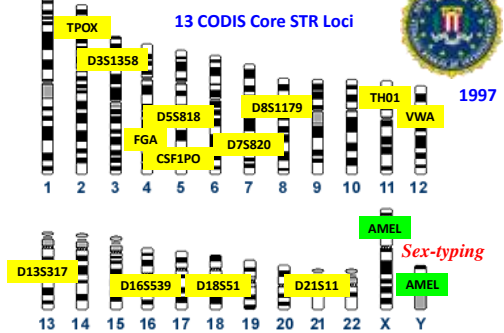 13 CODIS Core STR Loci
TPOX
D3S1358
1997
D5S818
D8S1179
TH01
VWA
FGA
CSF1PO
D7S820
1 2 3 4 5 6 7 8 9 10 11 12
AMEL
Sex-typing
D13S317
D16S539
D18S51
D21S11
AMEL
13 14 15 16 17 18 19 20 21 22 X Y